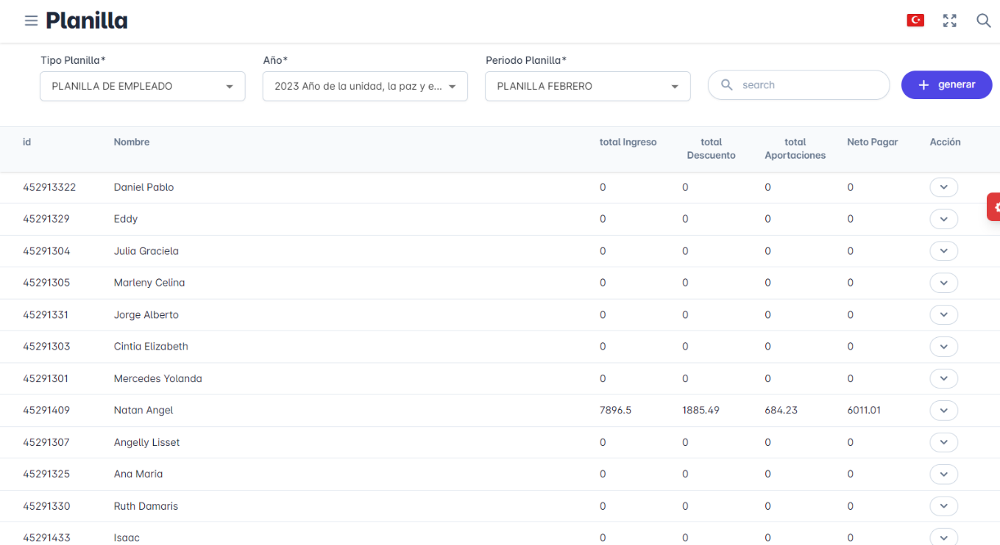 Planilla
Tipo Planilla* Año* Periodo Planilla*
PLANILLA DE EMPLEADO 2023 Año de la unidad, la paz y e... PLANILLA FEBRERO search generar
id Nombre total Ingreso total Descuento total Aportaciones Neto Pagar Acción
452913322 Daniel Pablo 0 0 0 0
45291329 Eddy 0 0 0 0
45291304 Julia Graciela 0 0 0 0
45291305 Marleny Celina 0 0 0 0
45291331 Jorge Alberto 0 0 0 0
45291303 Cintia Elizabeth 0 0 0 0
45291301 Mercedes Yolanda 0 0 0 0
45291409 Natan Angel 7896.5 1885.49 684.23 6011.01
45291307 Angelly Lisset 0 0 0 0
45291325 Ana Maria 0 0 0 0
45291330 Ruth Damaris 0 0 0 0
45291433 Isaac 0 0 0 0